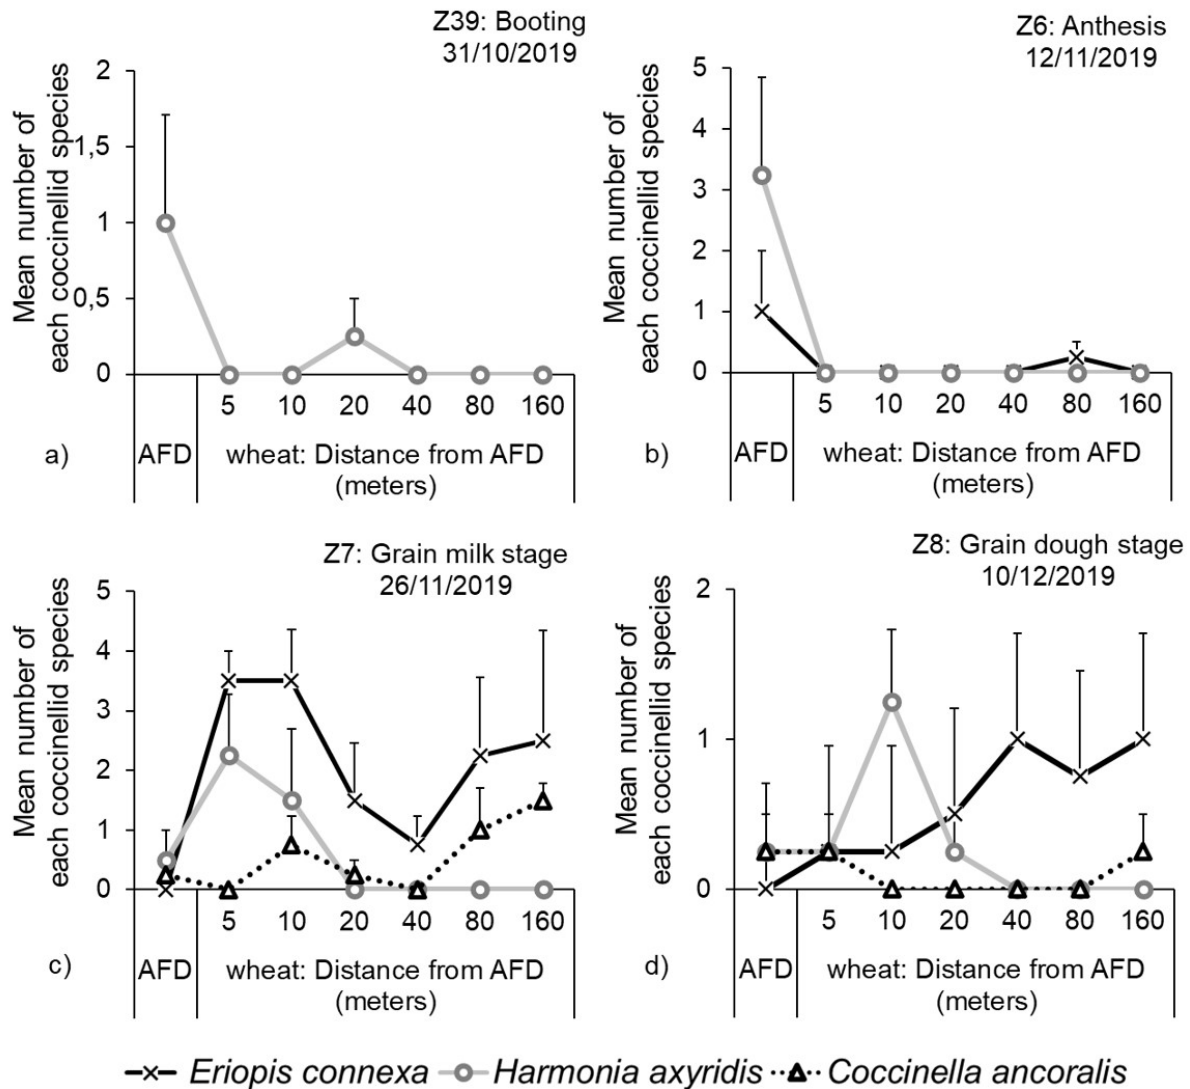 Z39: Booting
31/10/2019
Mean number of
each coccinellid species
2
1,5
1
0,5
0
5 10 20 40 80 160
a)
AFD
wheat: Distance from AFD
(meters)
Z6: Anthesis
12/11/2019
Mean number of
each coccinellid species
5
4
3
2
1
0
5 10 20 40 80 160
b)
AFD
wheat: Distance from AFD
(meters)
Z7: Grain milk stage
26/11/2019
Mean number of
each coccinellid species
5
4
3
2
1
0
5 10 20 40 80 160
c)
AFD
wheat: Distance from AFD
(meters)
Z8: Grain dough stage
10/12/2019
Mean number of
each coccinellid species
2
1
0
5 10 20 40 80 160
d)
AFD
wheat: Distance from AFD
(meters)
Eriopis connexa Harmonia axyridis Coccinella ancoralis